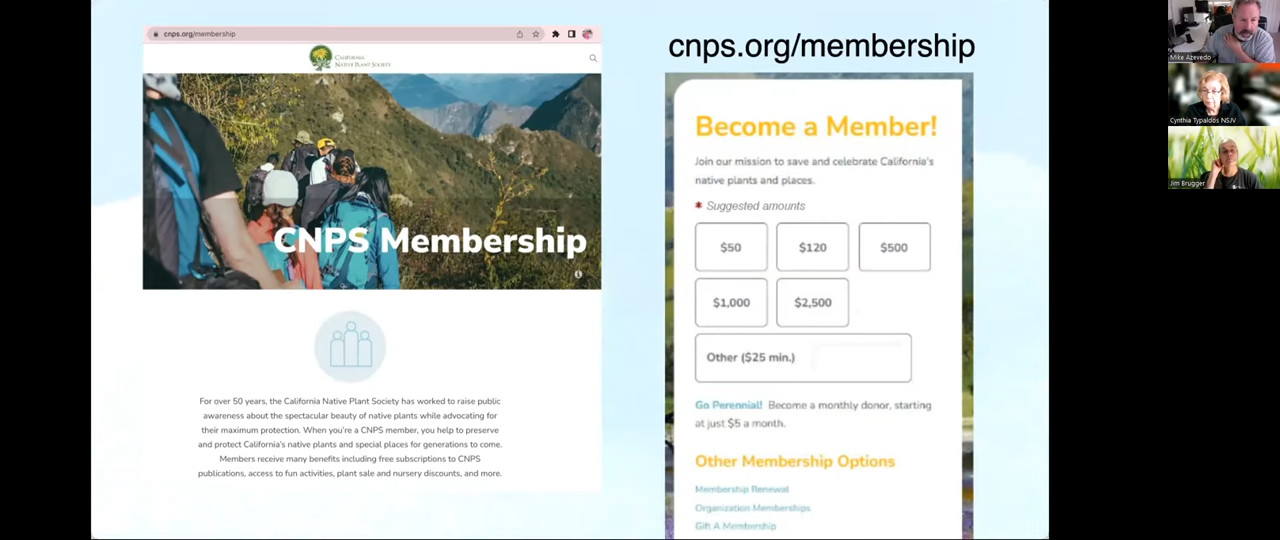 cnps.org/membership
CALIFORNIA
NATIVE PLANT SOCIETY
CNPS Membership
For over 50 years, the California Native Plant Society has worked to raise public
awareness about the spectacular beauty of native plants while advocating for
their maximum protection. When you're a CNPS member, you help to preserve
and protect California's native plants and special places for generations to come.
Members receive many benefits including free subscriptions to CNPS
publications, access to fun activities, plant sale and nursery discounts, and more.
cnps.org/membership
Become a Member!
Join our mission to save and celebrate California's
native plants and places.
* Suggested amounts
$50 $120 $500
$1,000 $2,500
Other ($25 min.)
Go Perennial! Become a monthly donor, starting
at just $5 a month.
Other Membership Options
Membership Renewal
Organization Memberships
Gift A Membership
Mike Azevedo
Cynthia Typaldos NSJV
Jim Brugger